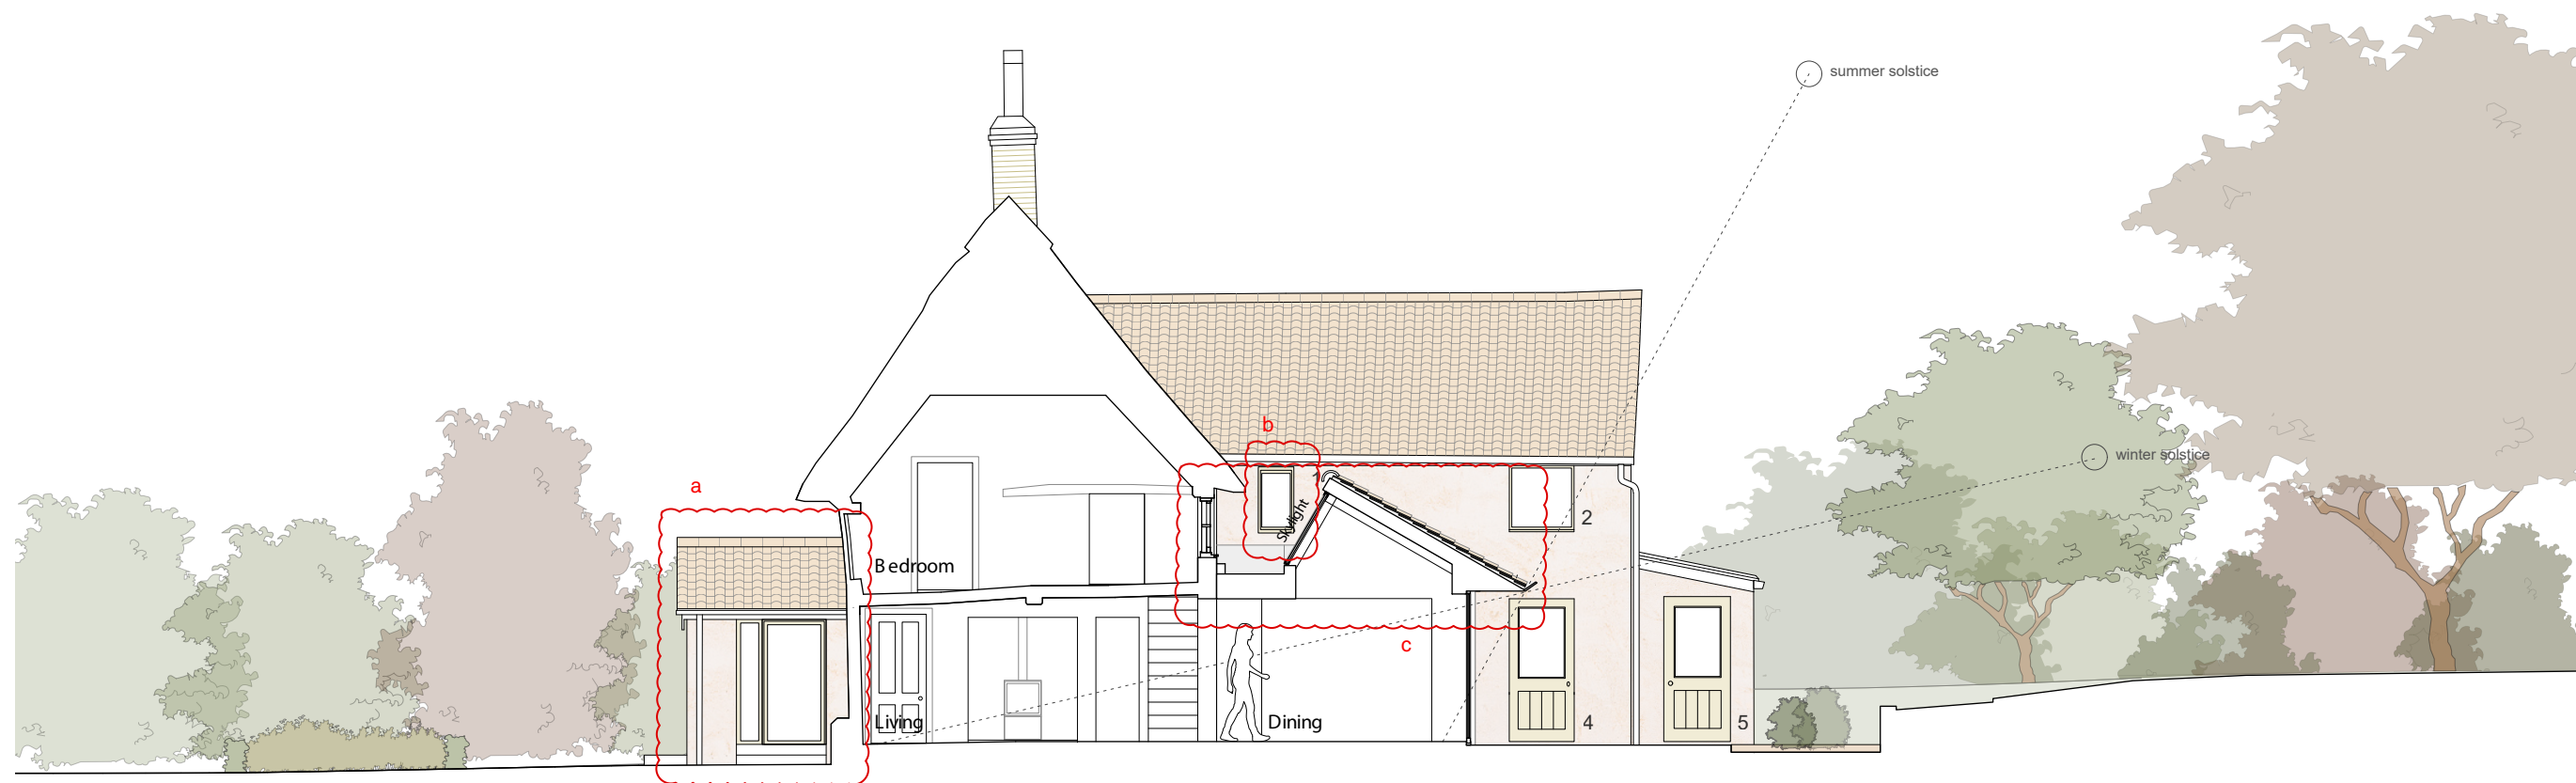 summer solstice
b
winter solstice
a
skylight
2
Bedroom
c
Living
Dining
4
5